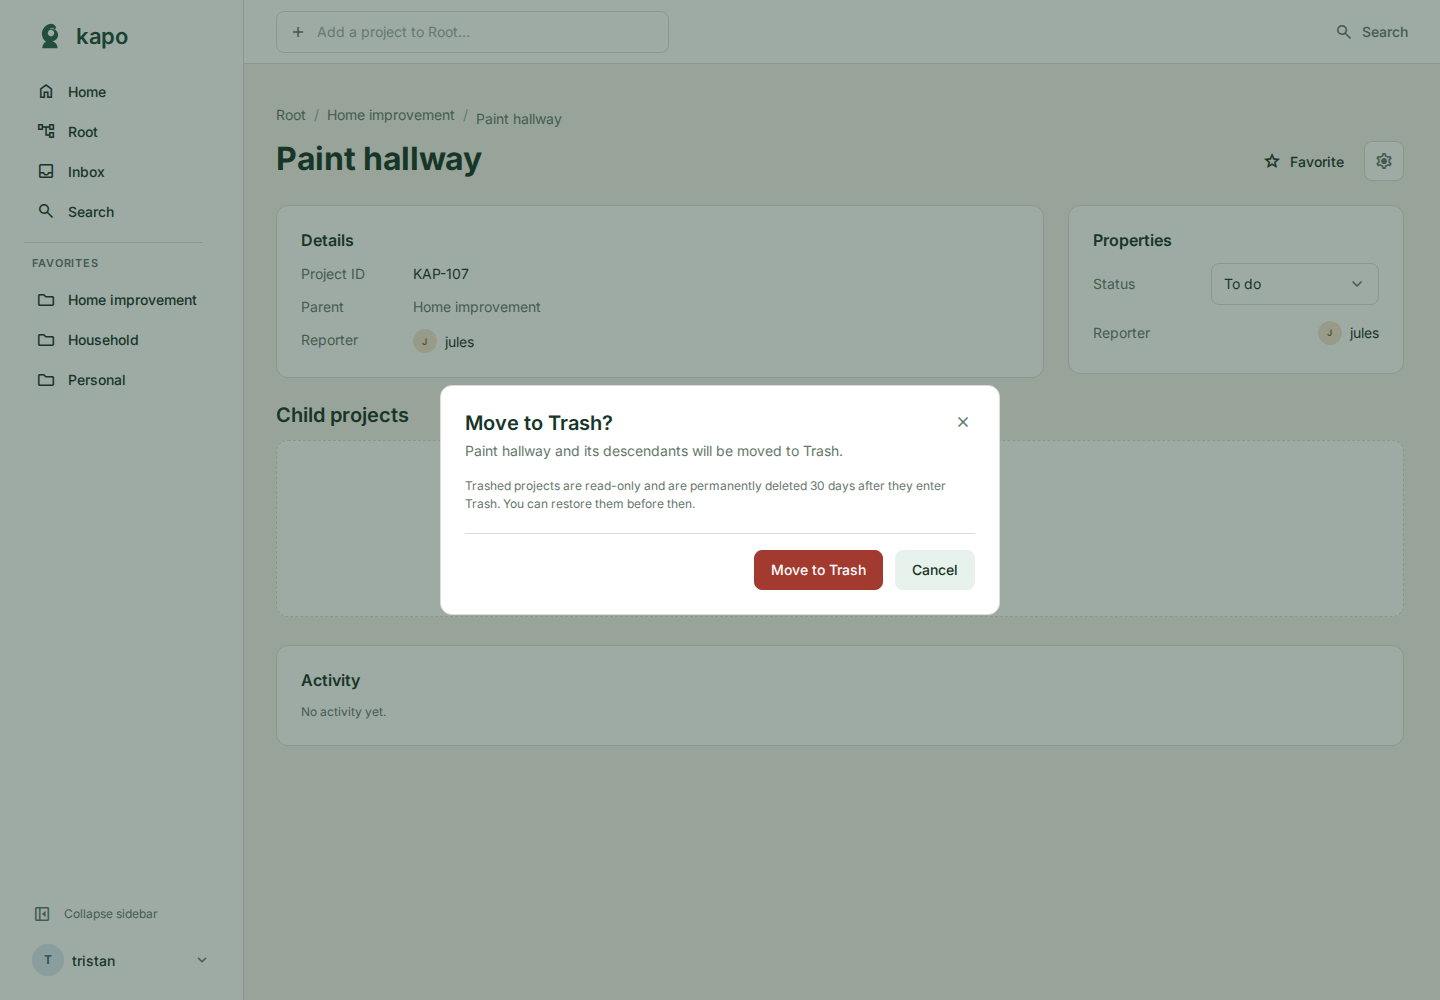 kapo
Add a project to Root...
Search
Home
Root
Inbox
Search
FAVORITES
Home improvement
Household
Personal
Collapse sidebar
T
tristan
Root / Home improvement / Paint hallway
Paint hallway
Favorite
Details
Project ID KAP-107
Parent Home improvement
Reporter J jules
Properties
Status To do
Reporter J jules
Child projects
Move to Trash?
Paint hallway and its descendants will be moved to Trash.
Trashed projects are read-only and are permanently deleted 30 days after they enter
Trash. You can restore them before then.
Move to Trash
Cancel
Activity
No activity yet.